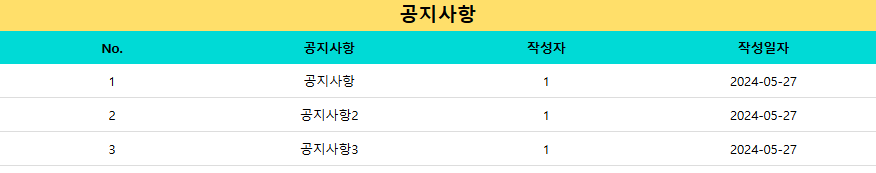 공지사항
No. 공지사항 작성자 작성일자
1 공지사항 1 2024-05-27
2 공지사항2 1 2024-05-27
3 공지사항3 1 2024-05-27